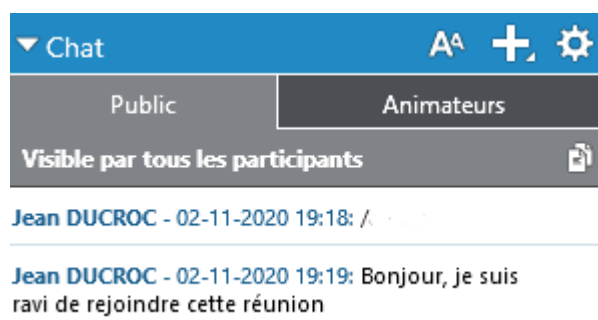 Chat
AA
Public
Animateurs
Visible par tous les participants
Jean DUCROC - 02-11-2020 19:18: /
Jean DUCROC - 02-11-2020 19:19: Bonjour, je suis
ravi de rejoindre cette réunion